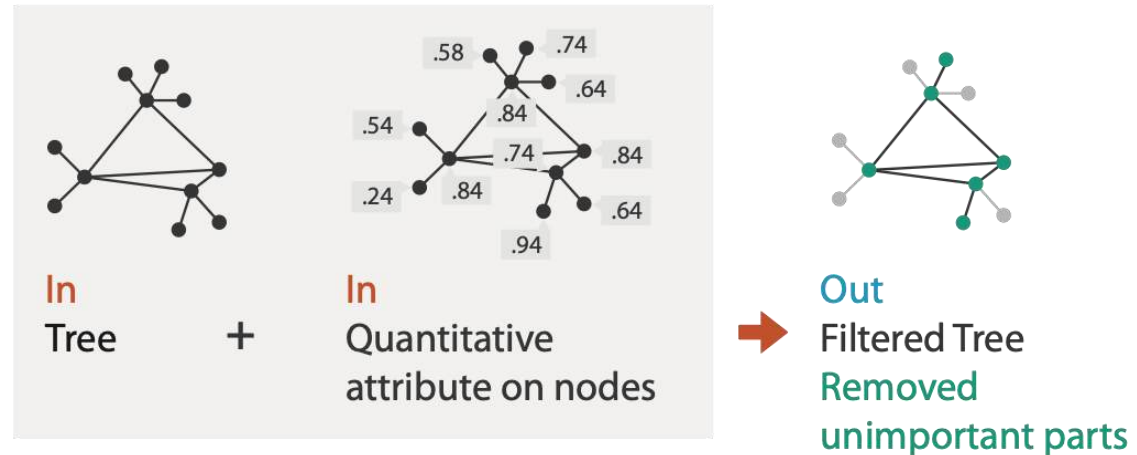 .58
.74
.64
.84
.54
.74
.84
.24
.84
.64
.94
In
Tree
+
In
Quantitative
attribute on nodes
Out
Filtered Tree
Removed
unimportant parts